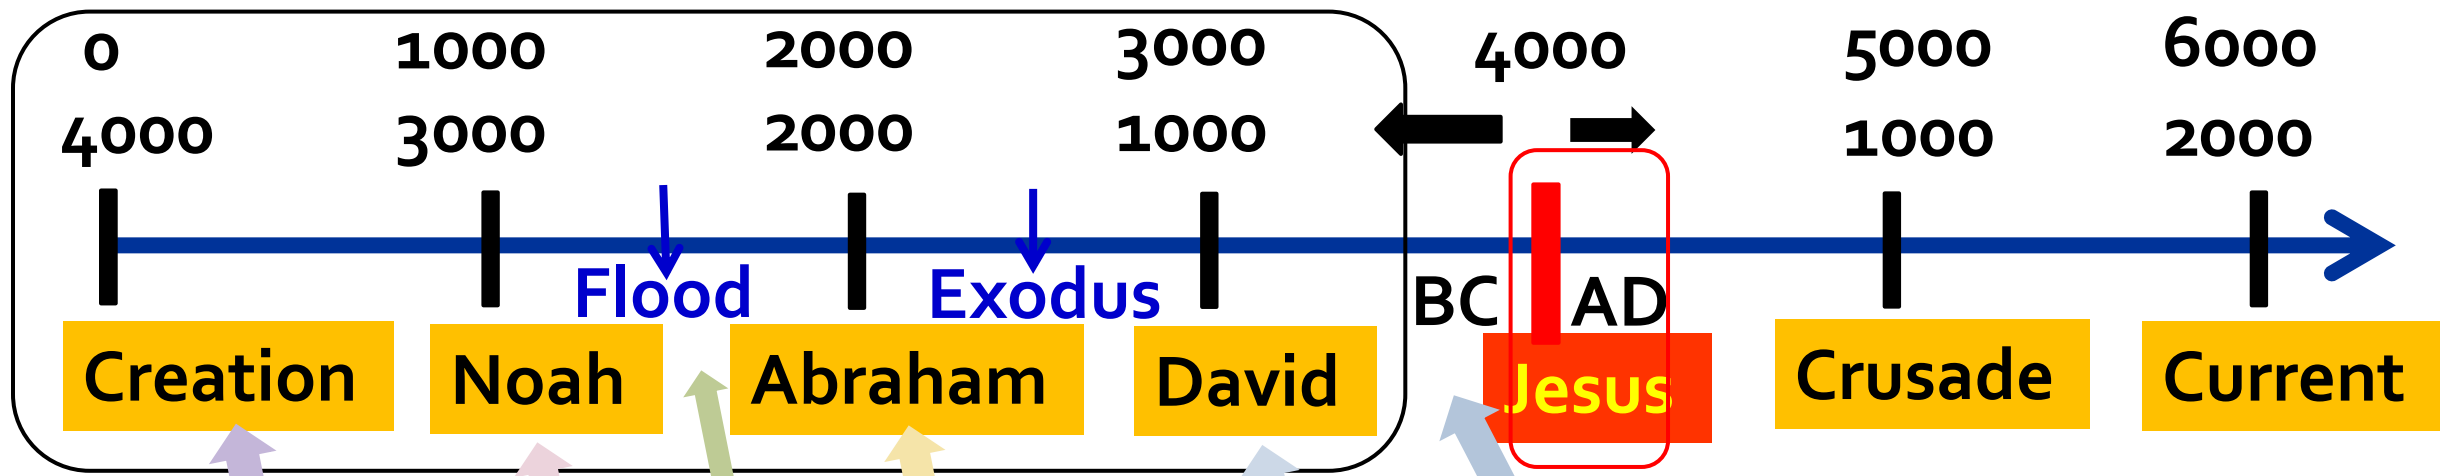 0 1000 2000 3000 4000 5000 6000
4000 3000 2000 1000 1000 2000
Flood Exodus BC AD
Creation Noah Abraham David Jesus Crusade Current